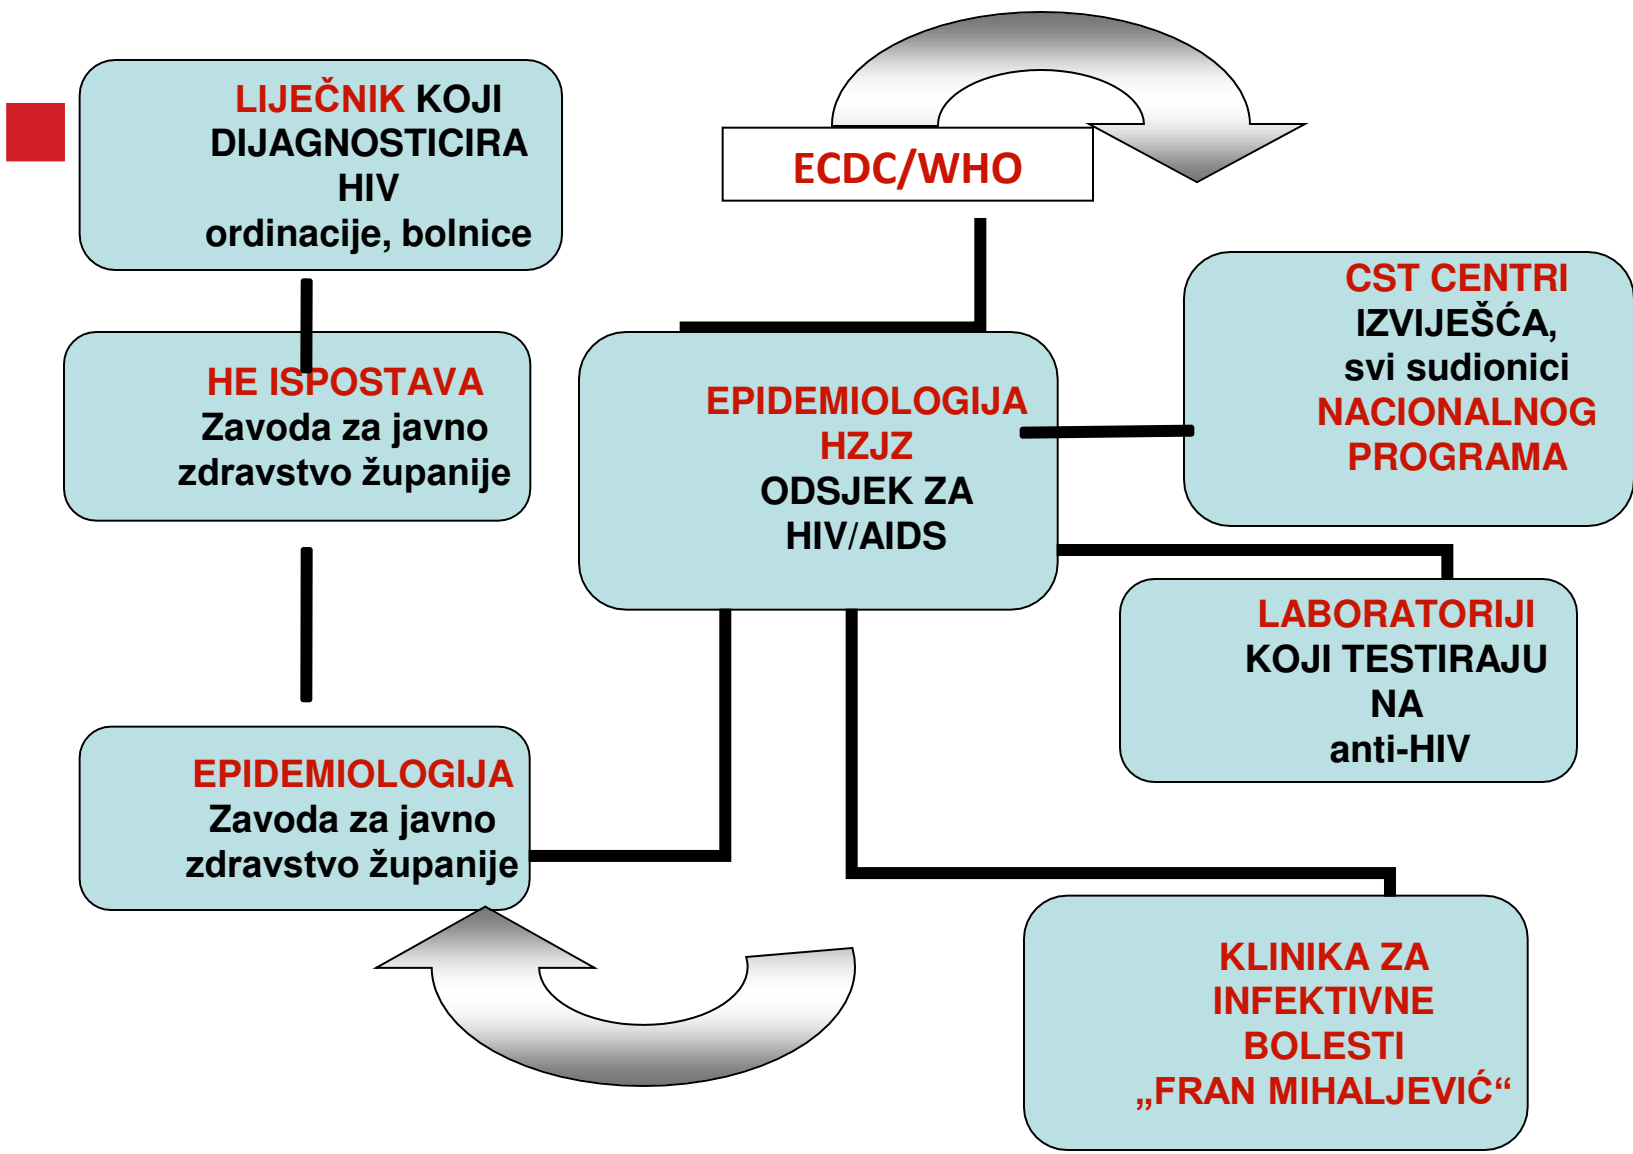 LIJEČNIK KOJI
DIJAGNOSTICIRA
HIV
ordinacije, bolnice
HE ISPOSTAVA
Zavoda za javno
zdravstvo županije
EPIDEMIOLOGIJA
Zavoda za javno
zdravstvo županije
ECDC/WHO
EPIDEMIOLOGIJA
HZJZ
ODSJEK ZA
HIV/AIDS
CST CENTRI
IZVIJEŠĆA,
svi sudionici
NACIONALNOG
PROGRAMA
LABORATORIJI
KOJI TESTIRAJU
NA
anti-HIV
KLINIKA ZA
INFEKTIVNE
BOLESTI
„FRAN MIHALJEVIĆ“